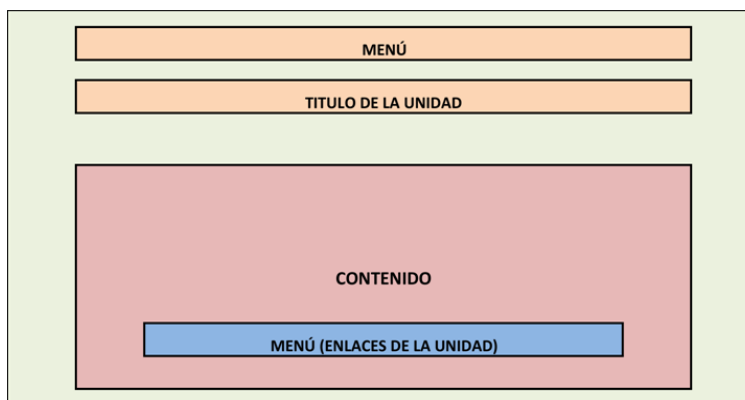 MENÚ
TITULO DE LA UNIDAD
CONTENIDO
MENÚ (ENLACES DE LA UNIDAD)